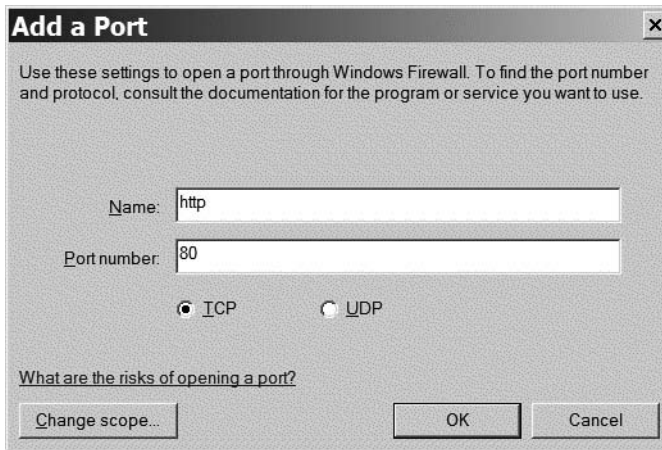 Add a Port
Use these settings to open a port through Windows Firewall. To find the port number
and protocol, consult the documentation for the program or service you want to use.
Name: http
Port number: 80
TCP UDP
What are the risks of opening a port?
Change scope... OK Cancel